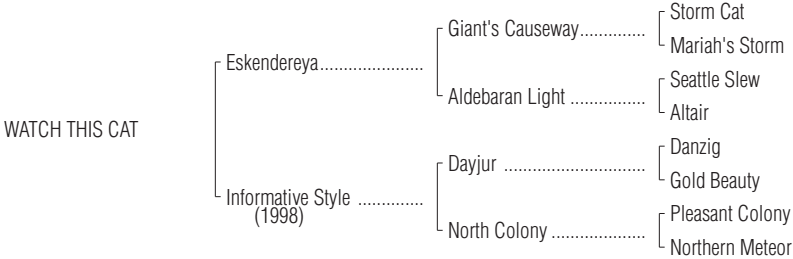 Storm Cat
Giant's Causeway..............
Mariah's Storm
Eskendereya......................
Seattle Slew
Aldebaran Light ................
Altair
WATCH THIS CAT
Danzig
Dayjur ..............................
Gold Beauty
Informative Style ..............
(1998)
Pleasant Colony
North Colony ....................
Northern Meteor